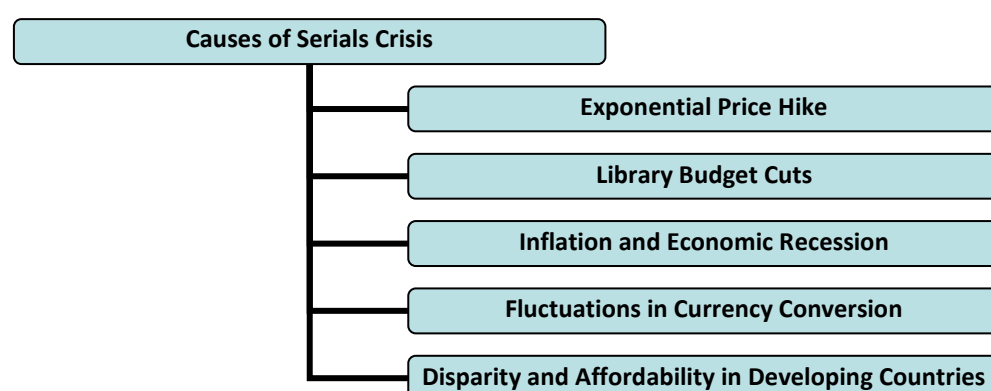 Causes of Serials Crisis
Exponential Price Hike
Library Budget Cuts
Inflation and Economic Recession
Fluctuations in Currency Conversion
Disparity and Affordability in Developing Countries